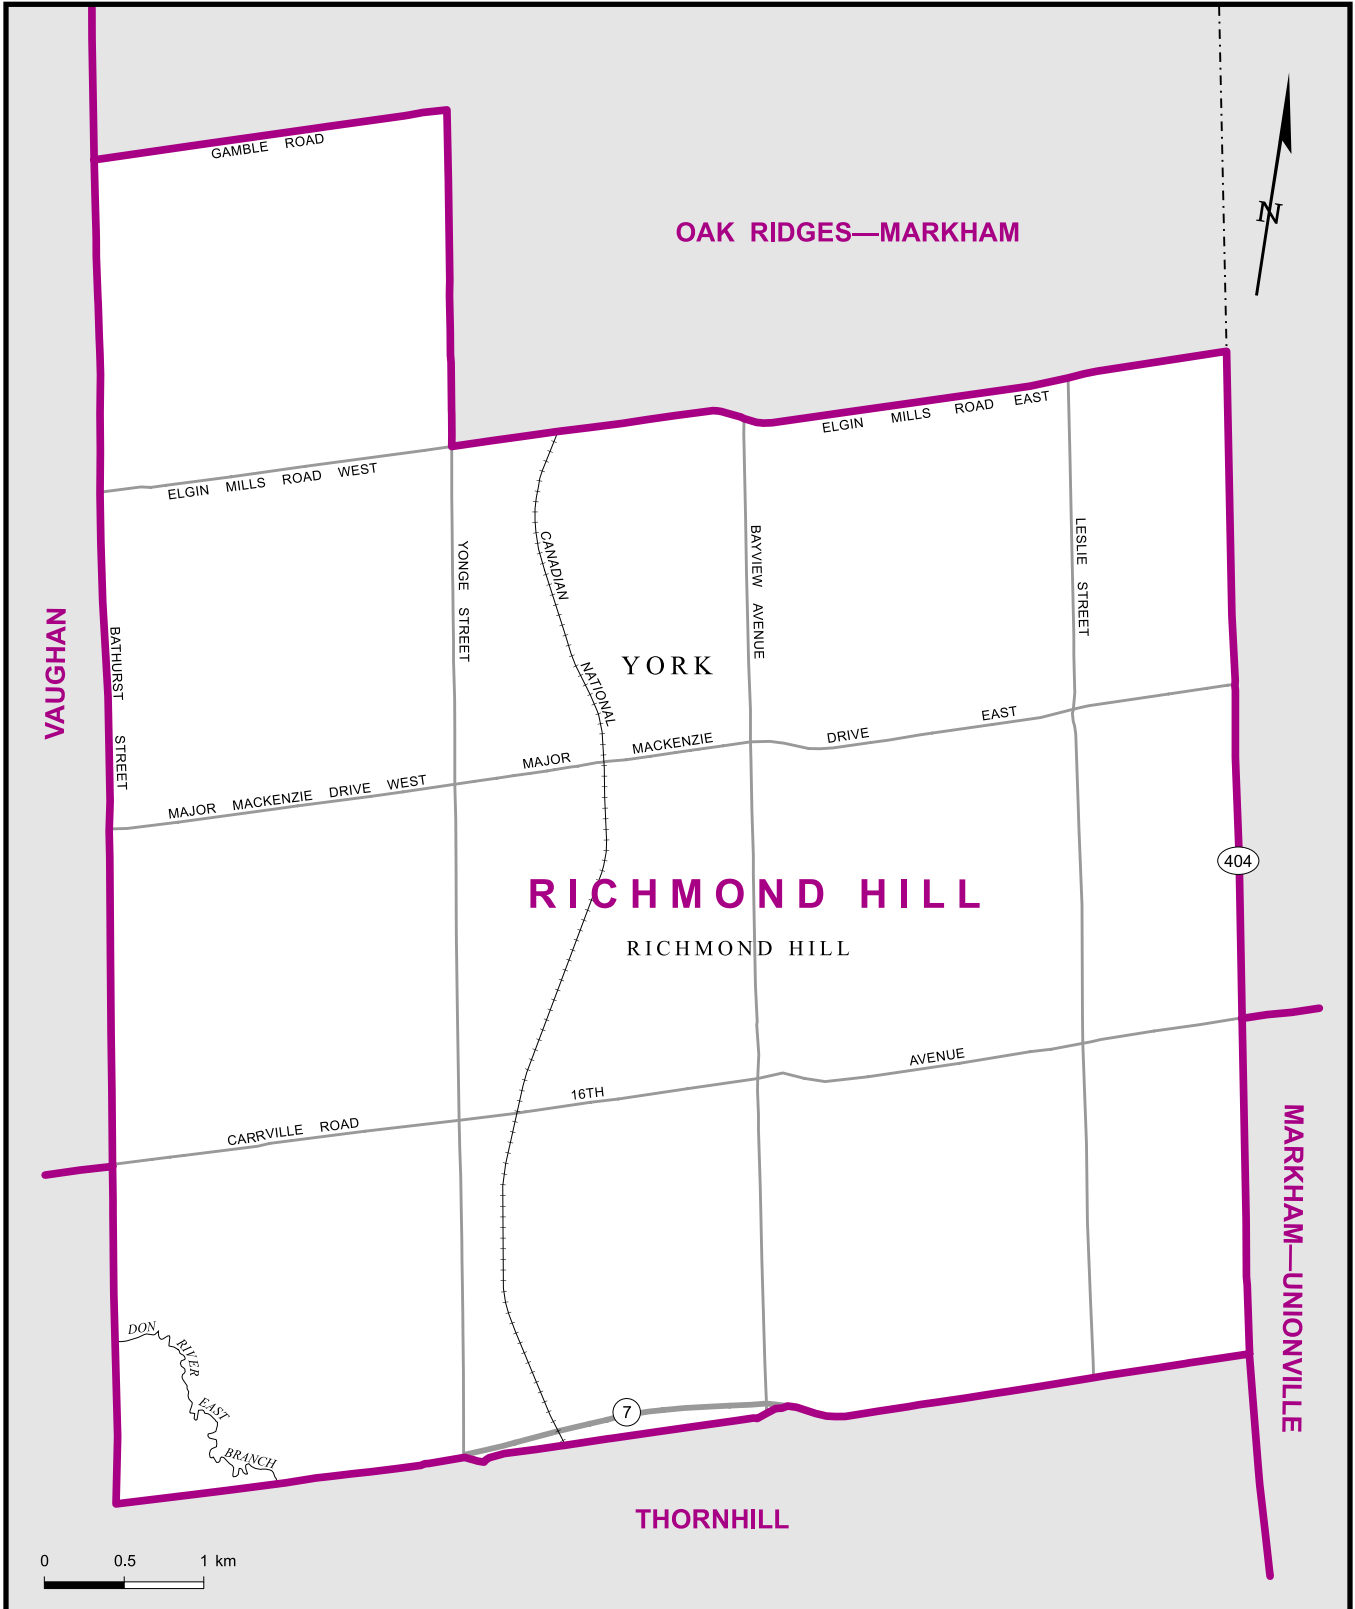 GAMBLE ROAD
OAK RIDGES—MARKHAM
N
ELGIN MILLS ROAD EAST
ELGIN MILLS ROAD WEST
YONGE STREET
CANADIAN NATIONAL
BAYVIEW AVENUE
LESLIE STREET
VAUGHAN
BATHURST STREET
YORK
MAJOR MACKENZIE DRIVE EAST
MAJOR MACKENZIE DRIVE WEST
404
RICHMOND HILL
RICHMOND HILL
16TH AVENUE
CARRVILLE ROAD
MARKHAM—UNIONVILLE
DON RIVER EAST BRANCH
7
THORNHILL
0 0.5 1 km